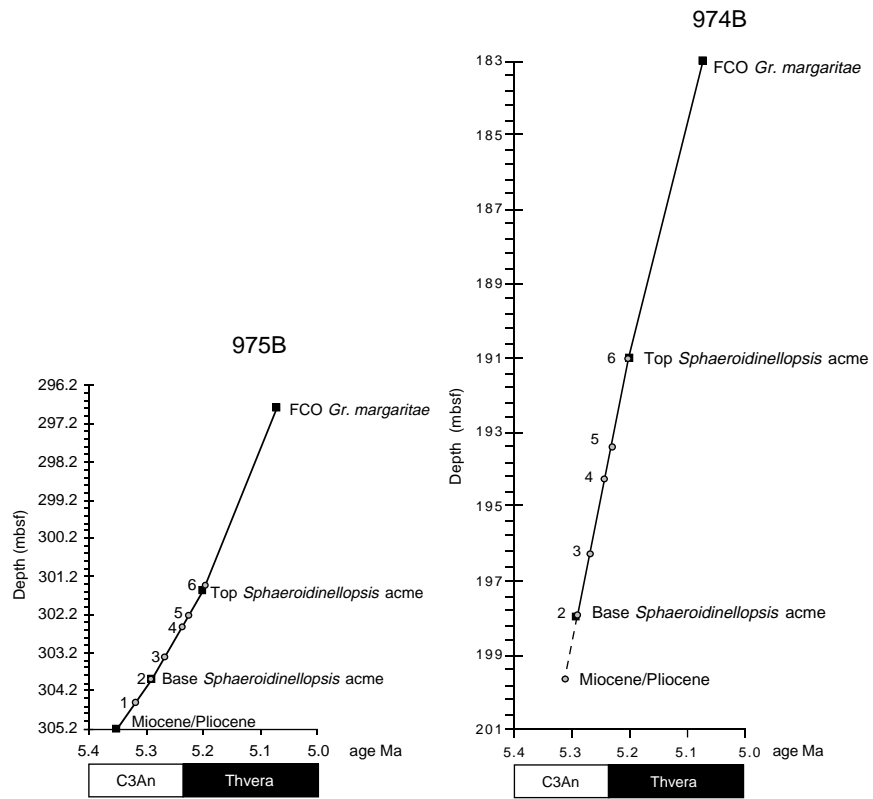 974B
183
FCO Gr. margaritae
185
187
189
191
6
Top Sphaeroidinellopsis acme
193
5
4
195
3
197
2
Base Sphaeroidinellopsis acme
199
Miocene/Pliocene
201
Depth (mbsf)
5.4
5.3
5.2
5.1
5.0
age Ma
C3An
Thvera
975B
296.2
FCO Gr. margaritae
297.2
298.2
299.2
300.2
301.2
6
Top Sphaeroidinellopsis acme
302.2
5
4
303.2
3
2
Base Sphaeroidinellopsis acme
304.2
1
Miocene/Pliocene
305.2
Depth (mbsf)
5.4
5.3
5.2
5.1
5.0
age Ma
C3An
Thvera